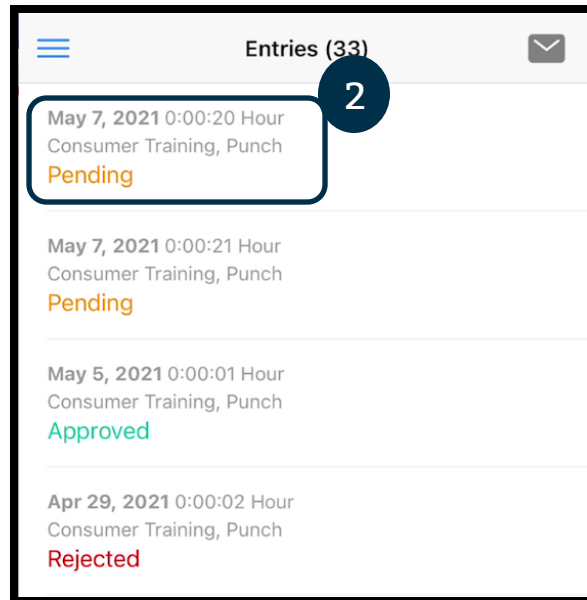 Entries (33)
2
May 7, 2021 0:00:20 Hour
Consumer Training, Punch
Pending
May 7, 2021 0:00:21 Hour
Consumer Training, Punch
Pending
May 5, 2021 0:00:01 Hour
Consumer Training, Punch
Approved
Apr 29, 2021 0:00:02 Hour
Consumer Training, Punch
Rejected